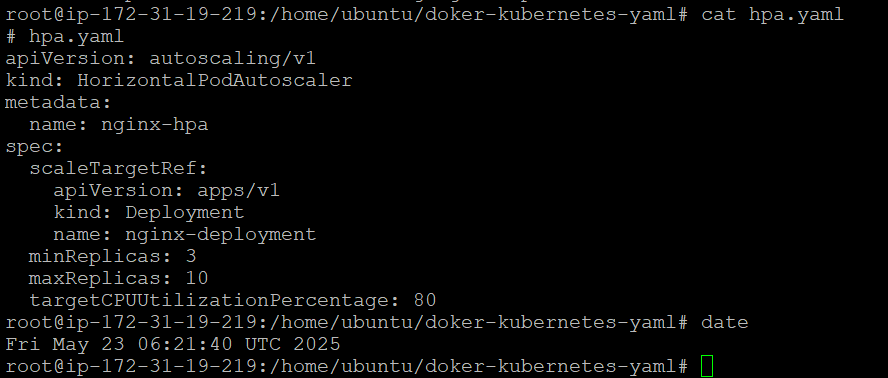 root@ip-172-31-19-219:/home/ubuntu/doker-kubernetes-yaml# cat hpa.yaml
# hpa.yaml
apiVersion: autoscaling/v1
kind: HorizontalPodAutoscaler
metadata:
  name: nginx-hpa
spec:
  scaleTargetRef:
    apiVersion: apps/v1
    kind: Deployment
    name: nginx-deployment
  minReplicas: 3
  maxReplicas: 10
  targetCPUUtilizationPercentage: 80
root@ip-172-31-19-219:/home/ubuntu/doker-kubernetes-yaml# date
Fri May 23 06:21:40 UTC 2025
root@ip-172-31-19-219:/home/ubuntu/doker-kubernetes-yaml#